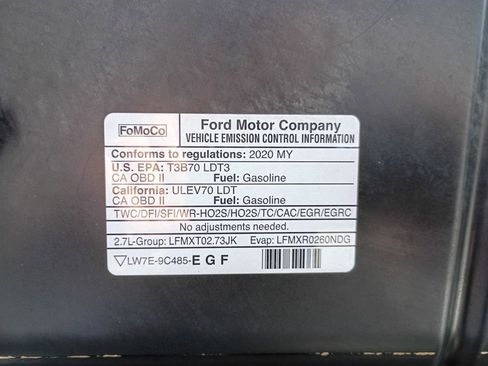 FoMoCo
Ford Motor Company
VEHICLE EMISSION CONTROL INFORMATION
Conforms to regulations: 2020 MY
U.S. EPA: T3B70 LDT3
CA OBD II Fuel: Gasoline
California: ULEV70 LDT
CA OBD II Fuel: Gasoline
TWC/DFI/SFI/WR-HO2S/HO2S/TC/CAC/EGR/EGRC
No adjustments needed.
2.7L-Group: LFMXT02.73JK Evap: LFMXR0260NDG
▽LW7E-9C485-E G F